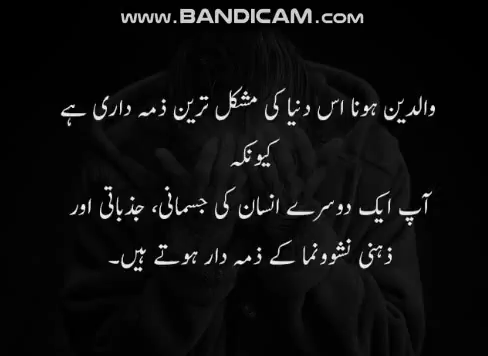 www.BANDICAM.com
والدین ہونا اس دنیا کی مشکل ترین ذمہ داری ہے
کیونکہ
آپ ایک دوسرے انسان کی جسمانی، جذباتی اور
ذہنی نشوونما کے ذمہ دار ہوتے ہیں۔